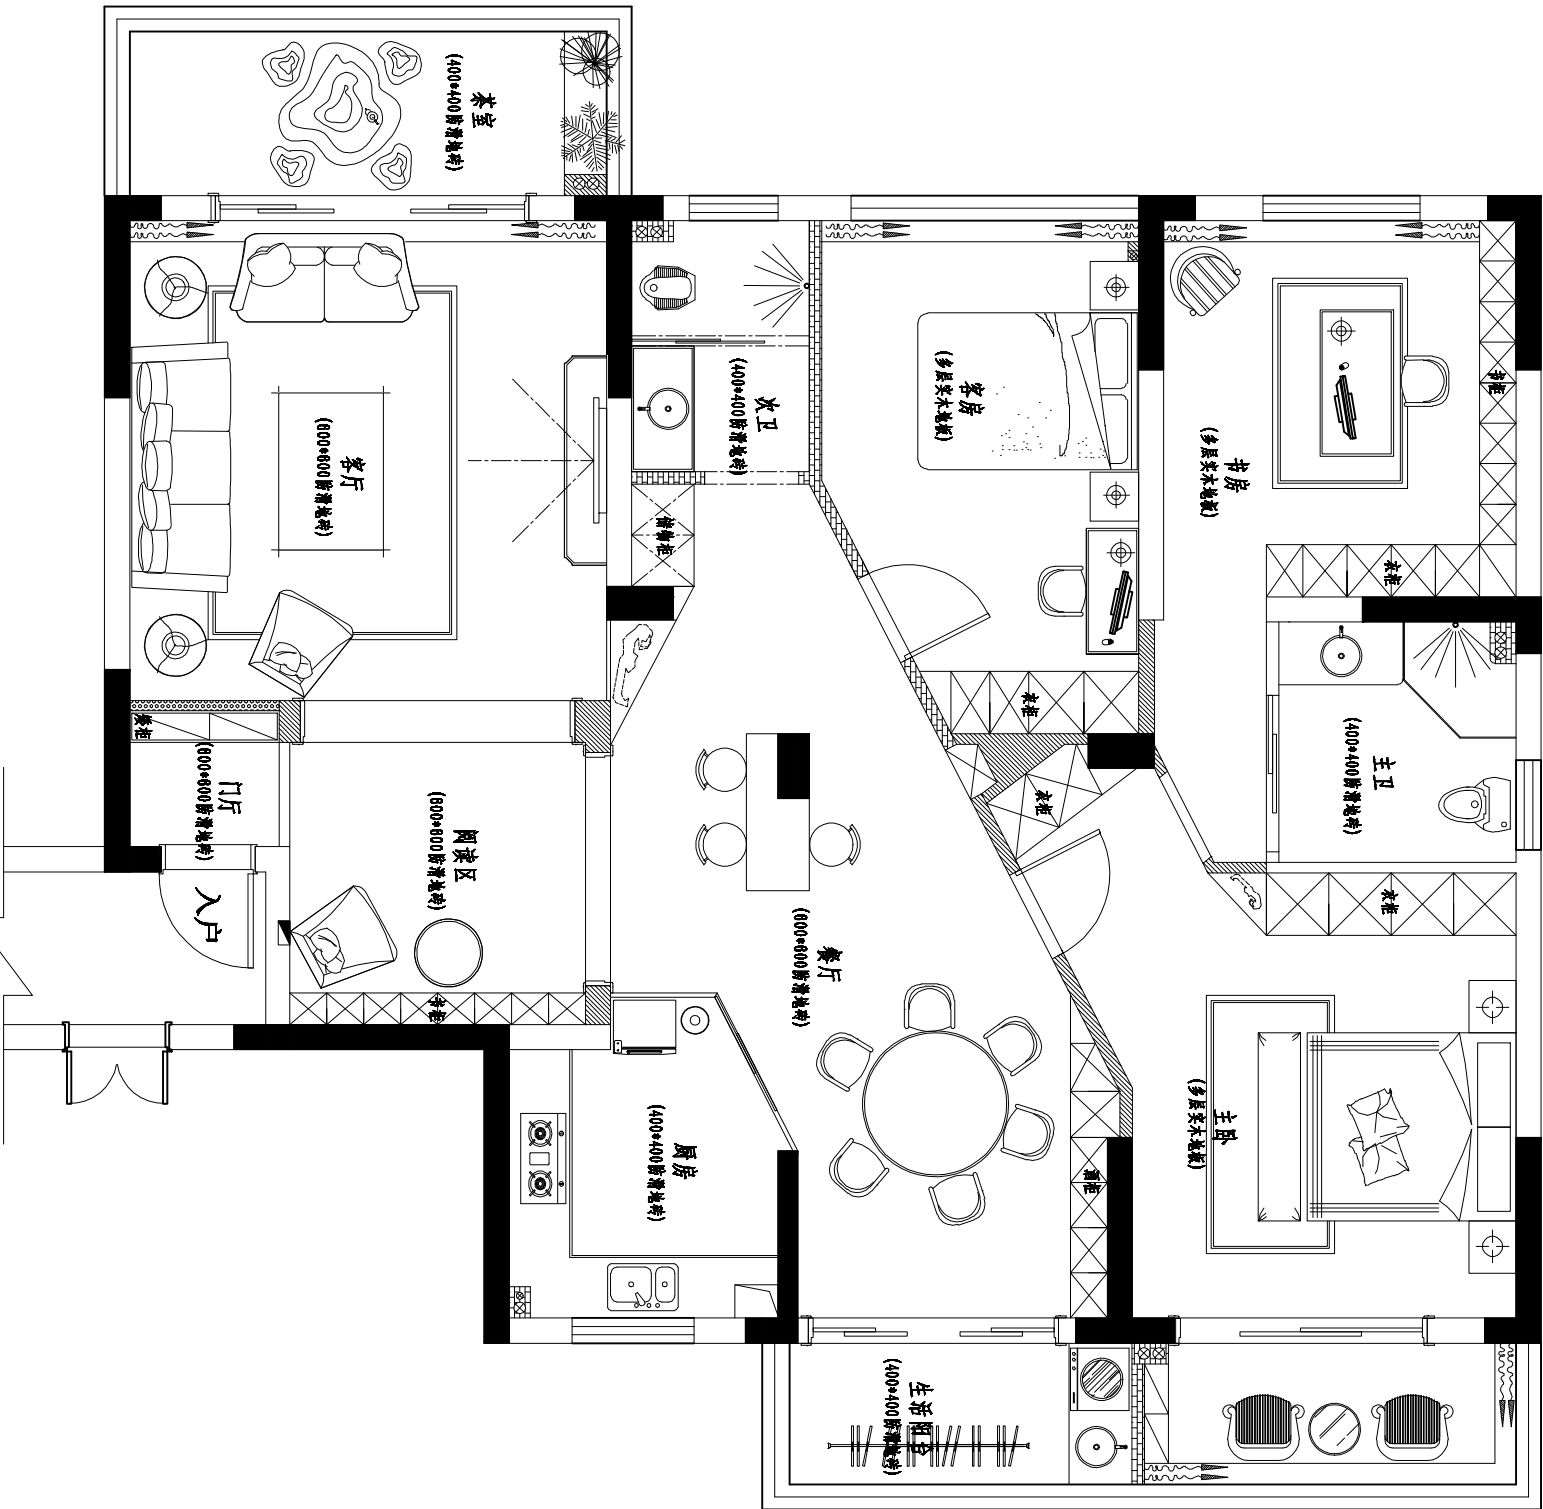 茶室
(400*400防滑地砖)
客厅
(600*600防滑地砖)
次卫
(400*400防滑地砖)
储物柜
客房
(多层实木地板)
衣柜
书房
(多层实木地板)
书柜
衣柜
主卫
(400*400防滑地砖)
衣柜
衣柜
门厅
(600*600防滑地砖)
入户
阅读区
(600*600防滑地砖)
书柜
餐厅
(600*600防滑地砖)
厨房
(400*400防滑地砖)
主卧
(多层实木地板)
酒柜
生活阳台
(400*400防滑地砖)